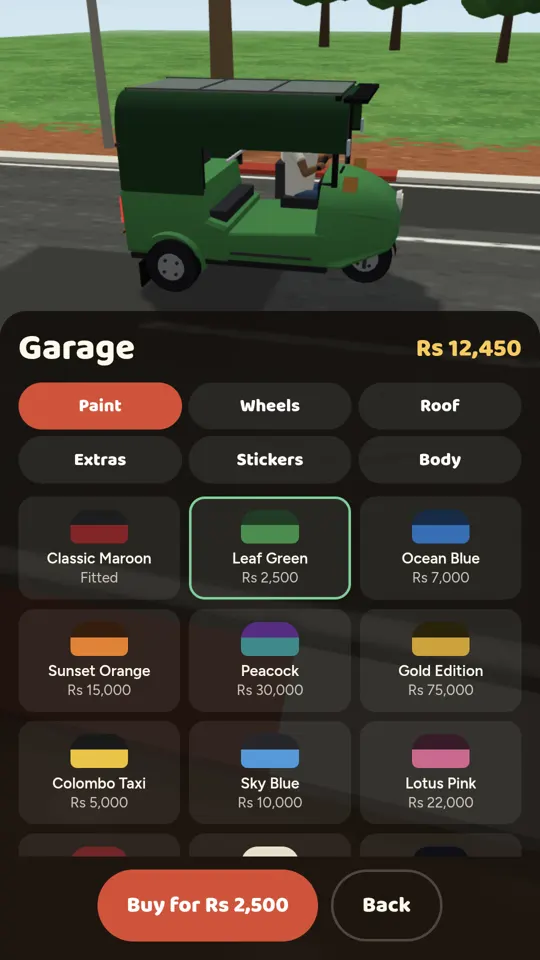 Garage
Rs 12,450
Paint
Wheels
Roof
Extras
Stickers
Body
Classic Maroon
Fitted
Leaf Green
Rs 2,500
Ocean Blue
Rs 7,000
Sunset Orange
Rs 15,000
Peacock
Rs 30,000
Gold Edition
Rs 75,000
Colombo Taxi
Rs 5,000
Sky Blue
Rs 10,000
Lotus Pink
Rs 22,000
Buy for Rs 2,500
Back